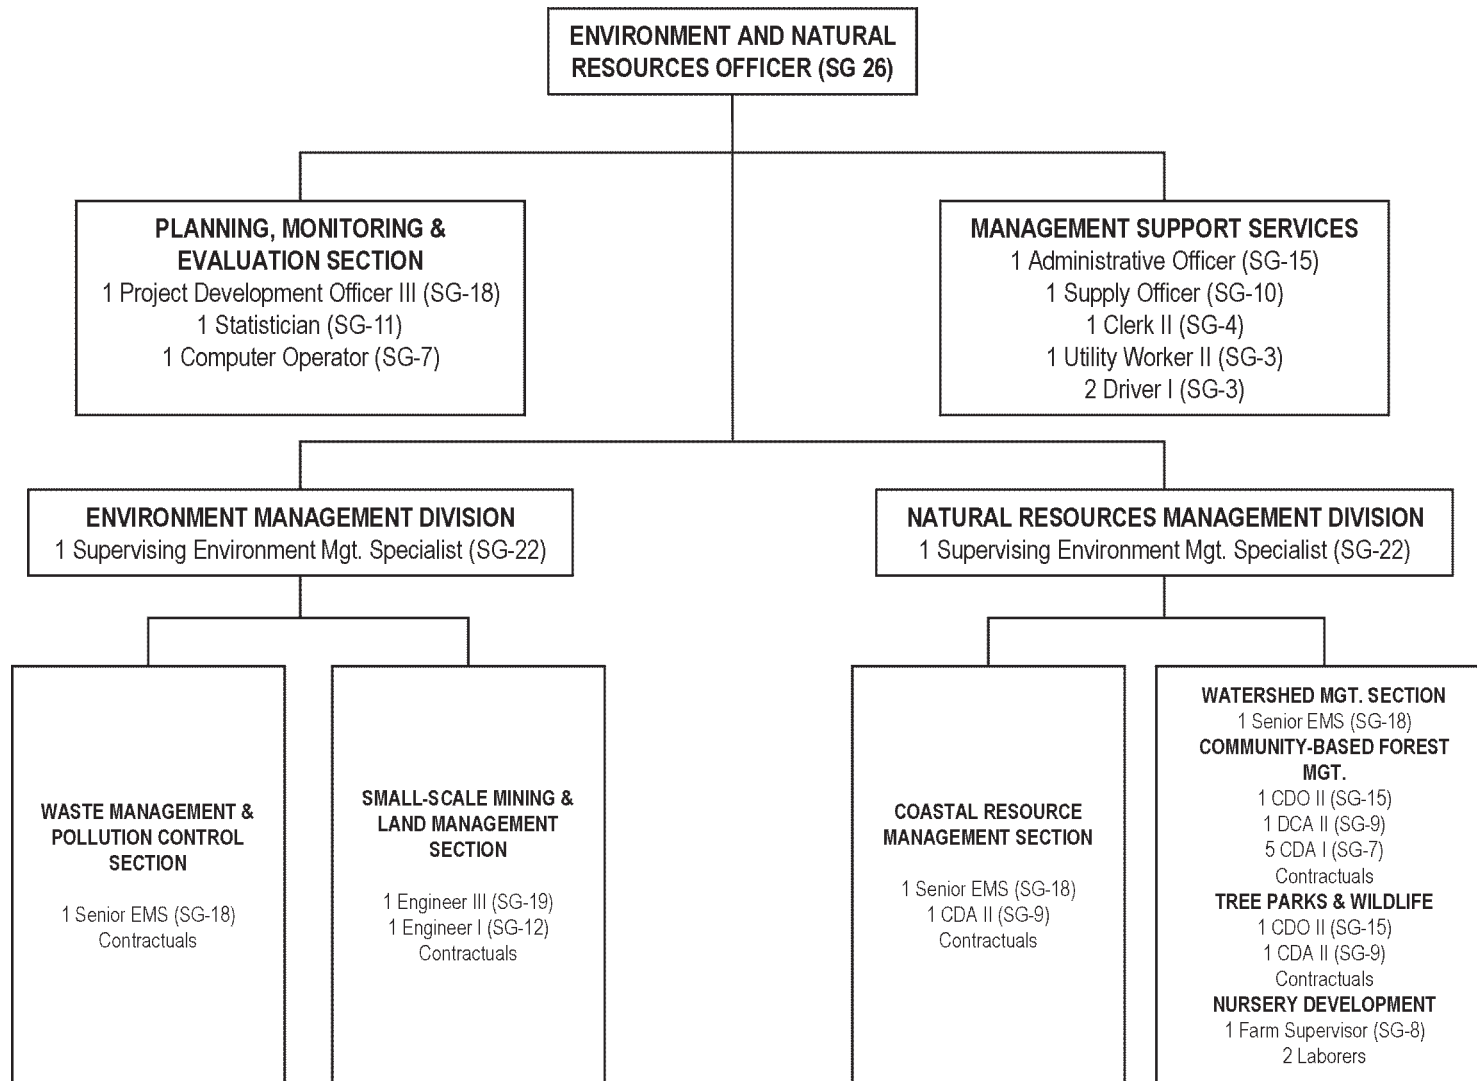 ENVIRONMENT AND NATURAL
RESOURCES OFFICER (SG 26)
PLANNING, MONITORING &
EVALUATION SECTION
1 Project Development Officer III (SG-18)
1 Statistician (SG-11)
1 Computer Operator (SG-7)
MANAGEMENT SUPPORT SERVICES
1 Administrative Officer (SG-15)
1 Supply Officer (SG-10)
1 Clerk II (SG-4)
1 Utility Worker II (SG-3)
2 Driver I (SG-3)
ENVIRONMENT MANAGEMENT DIVISION
1 Supervising Environment Mgt. Specialist (SG-22)
NATURAL RESOURCES MANAGEMENT DIVISION
1 Supervising Environment Mgt. Specialist (SG-22)
WASTE MANAGEMENT &
POLLUTION CONTROL
SECTION
1 Senior EMS (SG-18)
Contractuals
SMALL-SCALE MINING &
LAND MANAGEMENT
SECTION
1 Engineer III (SG-19)
1 Engineer I (SG-12)
Contractuals
COASTAL RESOURCE
MANAGEMENT SECTION
1 Senior EMS (SG-18)
1 CDA II (SG-9)
Contractuals
WATERSHED MGT. SECTION
1 Senior EMS (SG-18)
COMMUNITY-BASED FOREST
MGT.
1 CDO II (SG-15)
1 DCA II (SG-9)
5 CDA I (SG-7)
Contractuals
TREE PARKS & WILDLIFE
1 CDO II (SG-15)
1 CDA II (SG-9)
Contractuals
NURSERY DEVELOPMENT
1 Farm Supervisor (SG-8)
2 Laborers